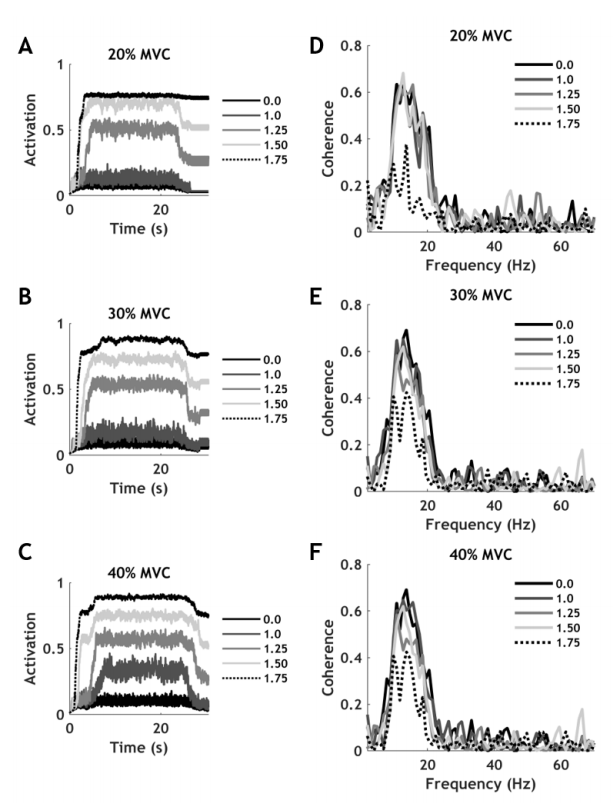 A
20% MVC
1
0.5
0
0 20
Activation
Time (s)
0.0
1.0
1.25
1.50
1.75
D
20% MVC
0.8
0.6
0.4
0.2
0
20 40 60
Coherence
Frequency (Hz)
0.0
1.0
1.25
1.50
1.75
B
30% MVC
1
0.5
0
0 20
Activation
Time (s)
0.0
1.0
1.25
1.50
1.75
E
30% MVC
0.8
0.6
0.4
0.2
0
20 40 60
Coherence
Frequency (Hz)
0.0
1.0
1.25
1.50
1.75
C
40% MVC
1
0.5
0
0 20
Activation
Time (s)
0.0
1.0
1.25
1.50
1.75
F
40% MVC
0.8
0.6
0.4
0.2
0
20 40 60
Coherence
Frequency (Hz)
0.0
1.0
1.25
1.50
1.75